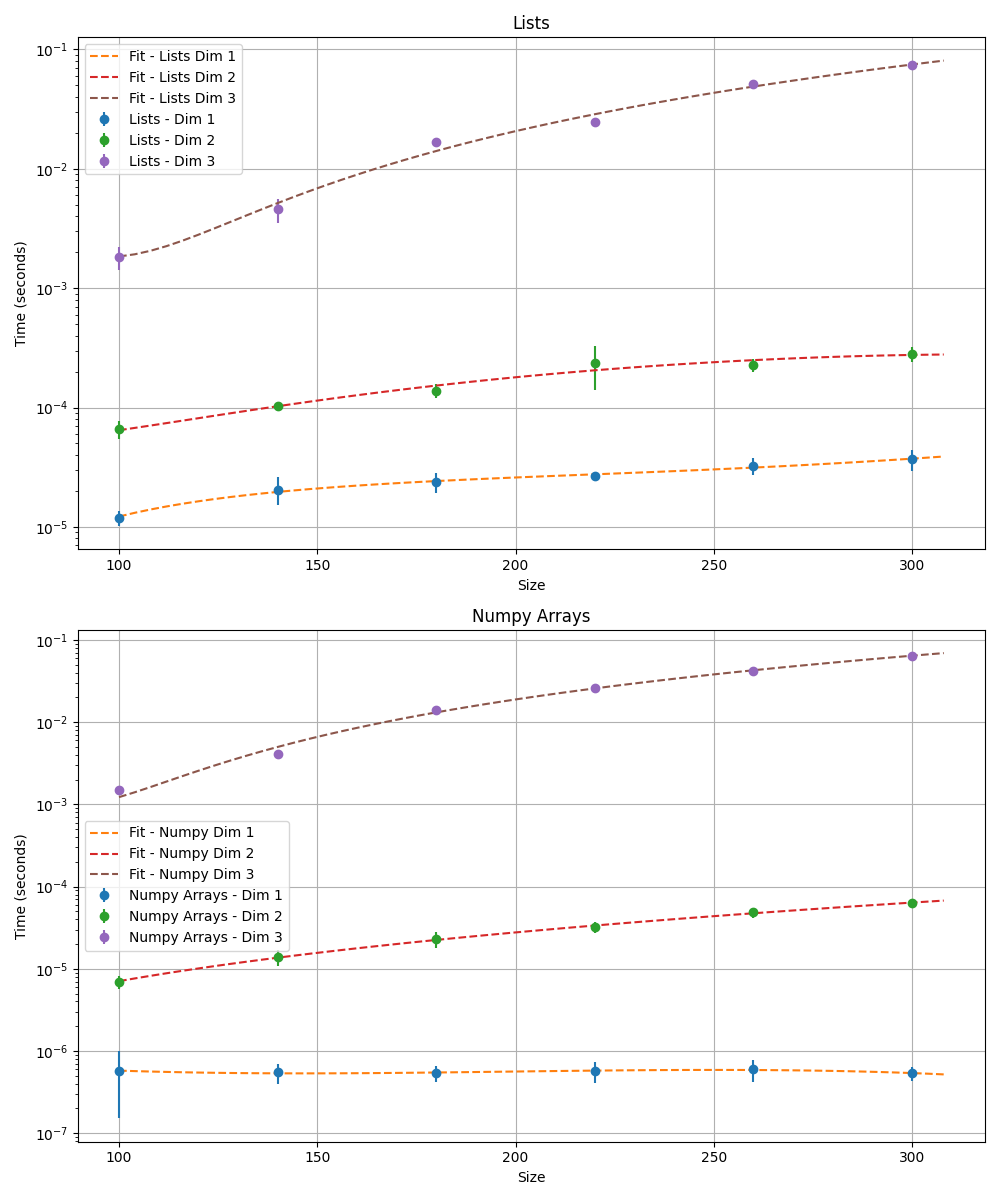 Lists
10⁻¹
10⁻²
10⁻³
10⁻⁴
10⁻⁵
Time (seconds)
Fit - Lists Dim 1
Fit - Lists Dim 2
Fit - Lists Dim 3
Lists - Dim 1
Lists - Dim 2
Lists - Dim 3
100 150 200 250 300
Size
Numpy Arrays
10⁻¹
10⁻²
10⁻³
10⁻⁴
10⁻⁵
10⁻⁶
10⁻⁷
Time (seconds)
Fit - Numpy Dim 1
Fit - Numpy Dim 2
Fit - Numpy Dim 3
Numpy Arrays - Dim 1
Numpy Arrays - Dim 2
Numpy Arrays - Dim 3
100 150 200 250 300
Size